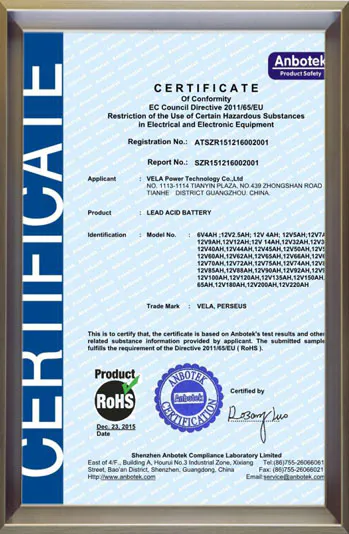 CERTIFICATE
Anbotek
Product Safety
CERTIFICATE
Of Conformity
EC Council Directive 2011/65/EU
Restriction of the Use of Certain Hazardous Substances
in Electrical and Electronic Equipment
Registration No.: ATSZR151216002001
Report No.: SZR151216002001
Applicant : VELA Power Technology Co.,Ltd
NO. 1113-1114 TIANYIN PLAZA, NO.439 ZHONGSHAN ROAD
TIANHE DISTRICT GUANGZHOU. CHINA.
Product : LEAD ACID BATTERY
Identification : Model No. : 6V4AH ;12V2.5AH; 12V 4AH; 12V5AH;12V7A
12V9AH,12V12AH;12V 14AH,12V32AH,12V3
12V40AH,12V44AH,12V45AH,12V50AH,12V5
12V60AH,12V62AH,12V65AH,12V66AH,12V6
12V70AH,12V72AH,12V75AH,12V74AH,12V8
12V85AH,12V88AH,12V90AH,12V92AH,12V9
12V100AH,12V120AH,12V135AH,12V150AH,
65AH,12V180AH,12V200AH,12V220AH
Trade Mark : VELA, PERSEUS
This is to certify that, the certificate is based on Anbotek's test results and other
related substance information provided by applicant. The submitted sample
fulfills the requirement of the Directive 2011/65/EU ( RoHS ).
Product
RoHS
Dec. 23, 2015
Date
ANBOTEK
Anbotek
CERTIFICATION
Certified by
Shenzhen Anbotek Compliance Laboratory Limited
East of 4/F., Building A, Hourui No.3 Industrial Zone, Xixiang Tel:(86)755-26066061
Street, Bao'an District, Shenzhen, Guangdong, China Fax: (86)755-26066021
Http://www.anbotek.com Email:service@anbotek.com